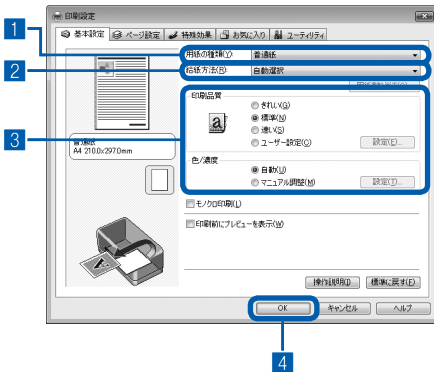 印刷設定
基本設定 ページ設定 特殊効果 お気に入り ユーティリティ
1
用紙の種類(Y): 普通紙
2
給紙方法(R): 自動選択
印刷品質
きれい(G)
標準(N)
速い(S)
3
ユーザー設定(C) 設定(E)...
普通紙
A4 210.0x297.0mm
色/濃度
自動(U)
マニュアル調整(M) 設定(T)...
モノクロ印刷(L)
印刷前にプレビューを表示(W)
操作説明(I) 標準に戻す(F)
OK キャンセル ヘルプ
4